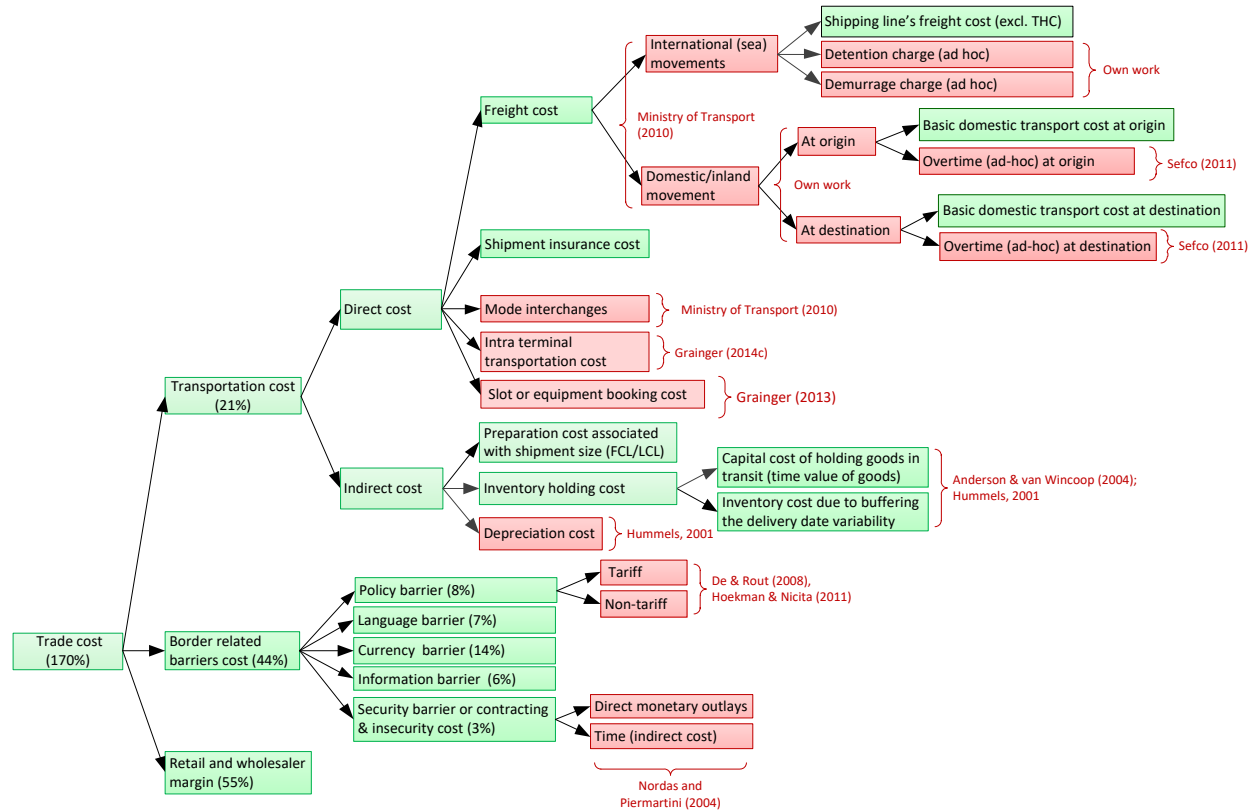 Trade cost
(170%)
Transportation cost
(21%)
Border related
barriers cost (44%)
Retail and wholesaler
margin (55%)
Direct cost
Indirect cost
Freight cost
Shipment insurance cost
Mode interchanges
Ministry of Transport (2010)
Intra terminal
transportation cost
Grainger (2014c)
Slot or equipment booking cost
Grainger (2013)
International (sea)
movements
Ministry of Transport
(2010)
Domestic/inland
movement
Shipping line's freight cost (excl. THC)
Detention charge (ad hoc)
Demurrage charge (ad hoc)
Own work
At origin
Own work
At destination
Basic domestic transport cost at origin
Overtime (ad-hoc) at origin
Sefco (2011)
Basic domestic transport cost at destination
Overtime (ad-hoc) at destination
Sefco (2011)
Preparation cost associated
with shipment size (FCL/LCL)
Inventory holding cost
Depreciation cost
Hummels, 2001
Capital cost of holding goods in
transit (time value of goods)
Inventory cost due to buffering
the delivery date variability
Anderson & van Wincoop (2004);
Hummels, 2001
Policy barrier (8%)
Language barrier (7%)
Currency barrier (14%)
Information barrier (6%)
Security barrier or contracting
& insecurity cost (3%)
Tariff
Non-tariff
De & Rout (2008),
Hoekman & Nicita (2011)
Direct monetary outlays
Time (indirect cost)
Nordas and
Piermartini (2004)